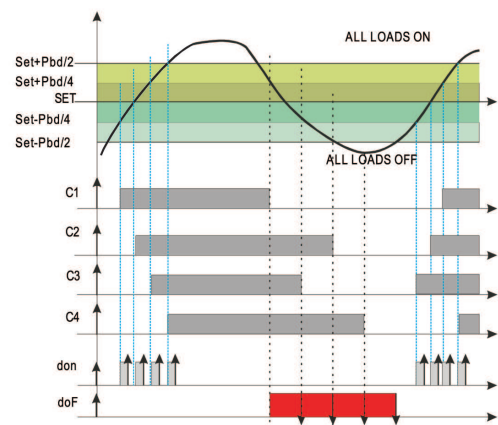 ALL LOADS ON
Set+Pbd/2
Set+Pbd/4
SET
Set-Pbd/4
Set-Pbd/2
ALL LOADS OFF
C1
C2
C3
C4
don
doF